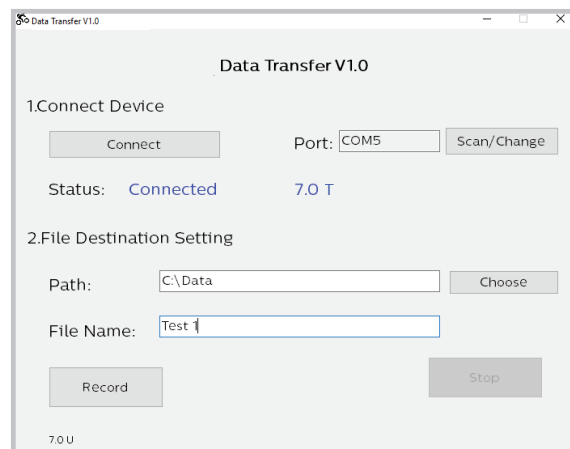 Data Transfer V1.0
Data Transfer V1.0
1.Connect Device
Connect Port: COM5 Scan/Change
Status: Connected 7.0 T
2.File Destination Setting
Path: C:\Data Choose
File Name: Test 1
Record Stop
7.0 U